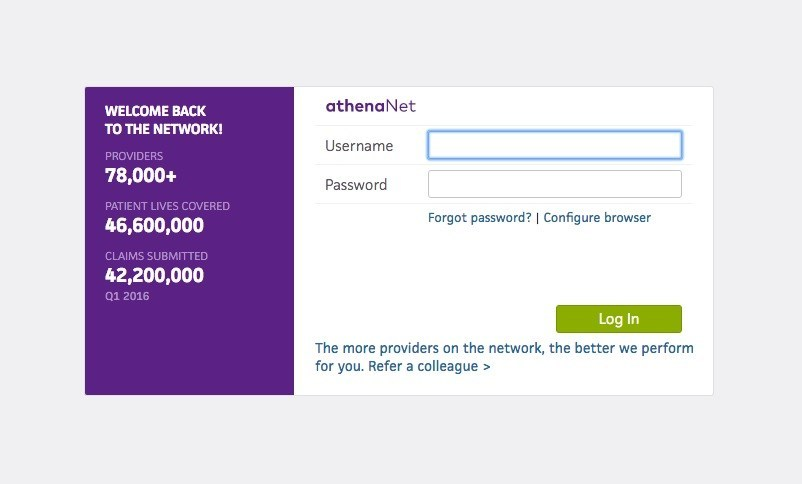 WELCOME BACK
TO THE NETWORK!
PROVIDERS
78,000+
PATIENT LIVES COVERED
46,600,000
CLAIMS SUBMITTED
42,200,000
Q1 2016
athenaNet
Username
Password
Forgot password? | Configure browser
Log In
The more providers on the network, the better we perform
for you. Refer a colleague >